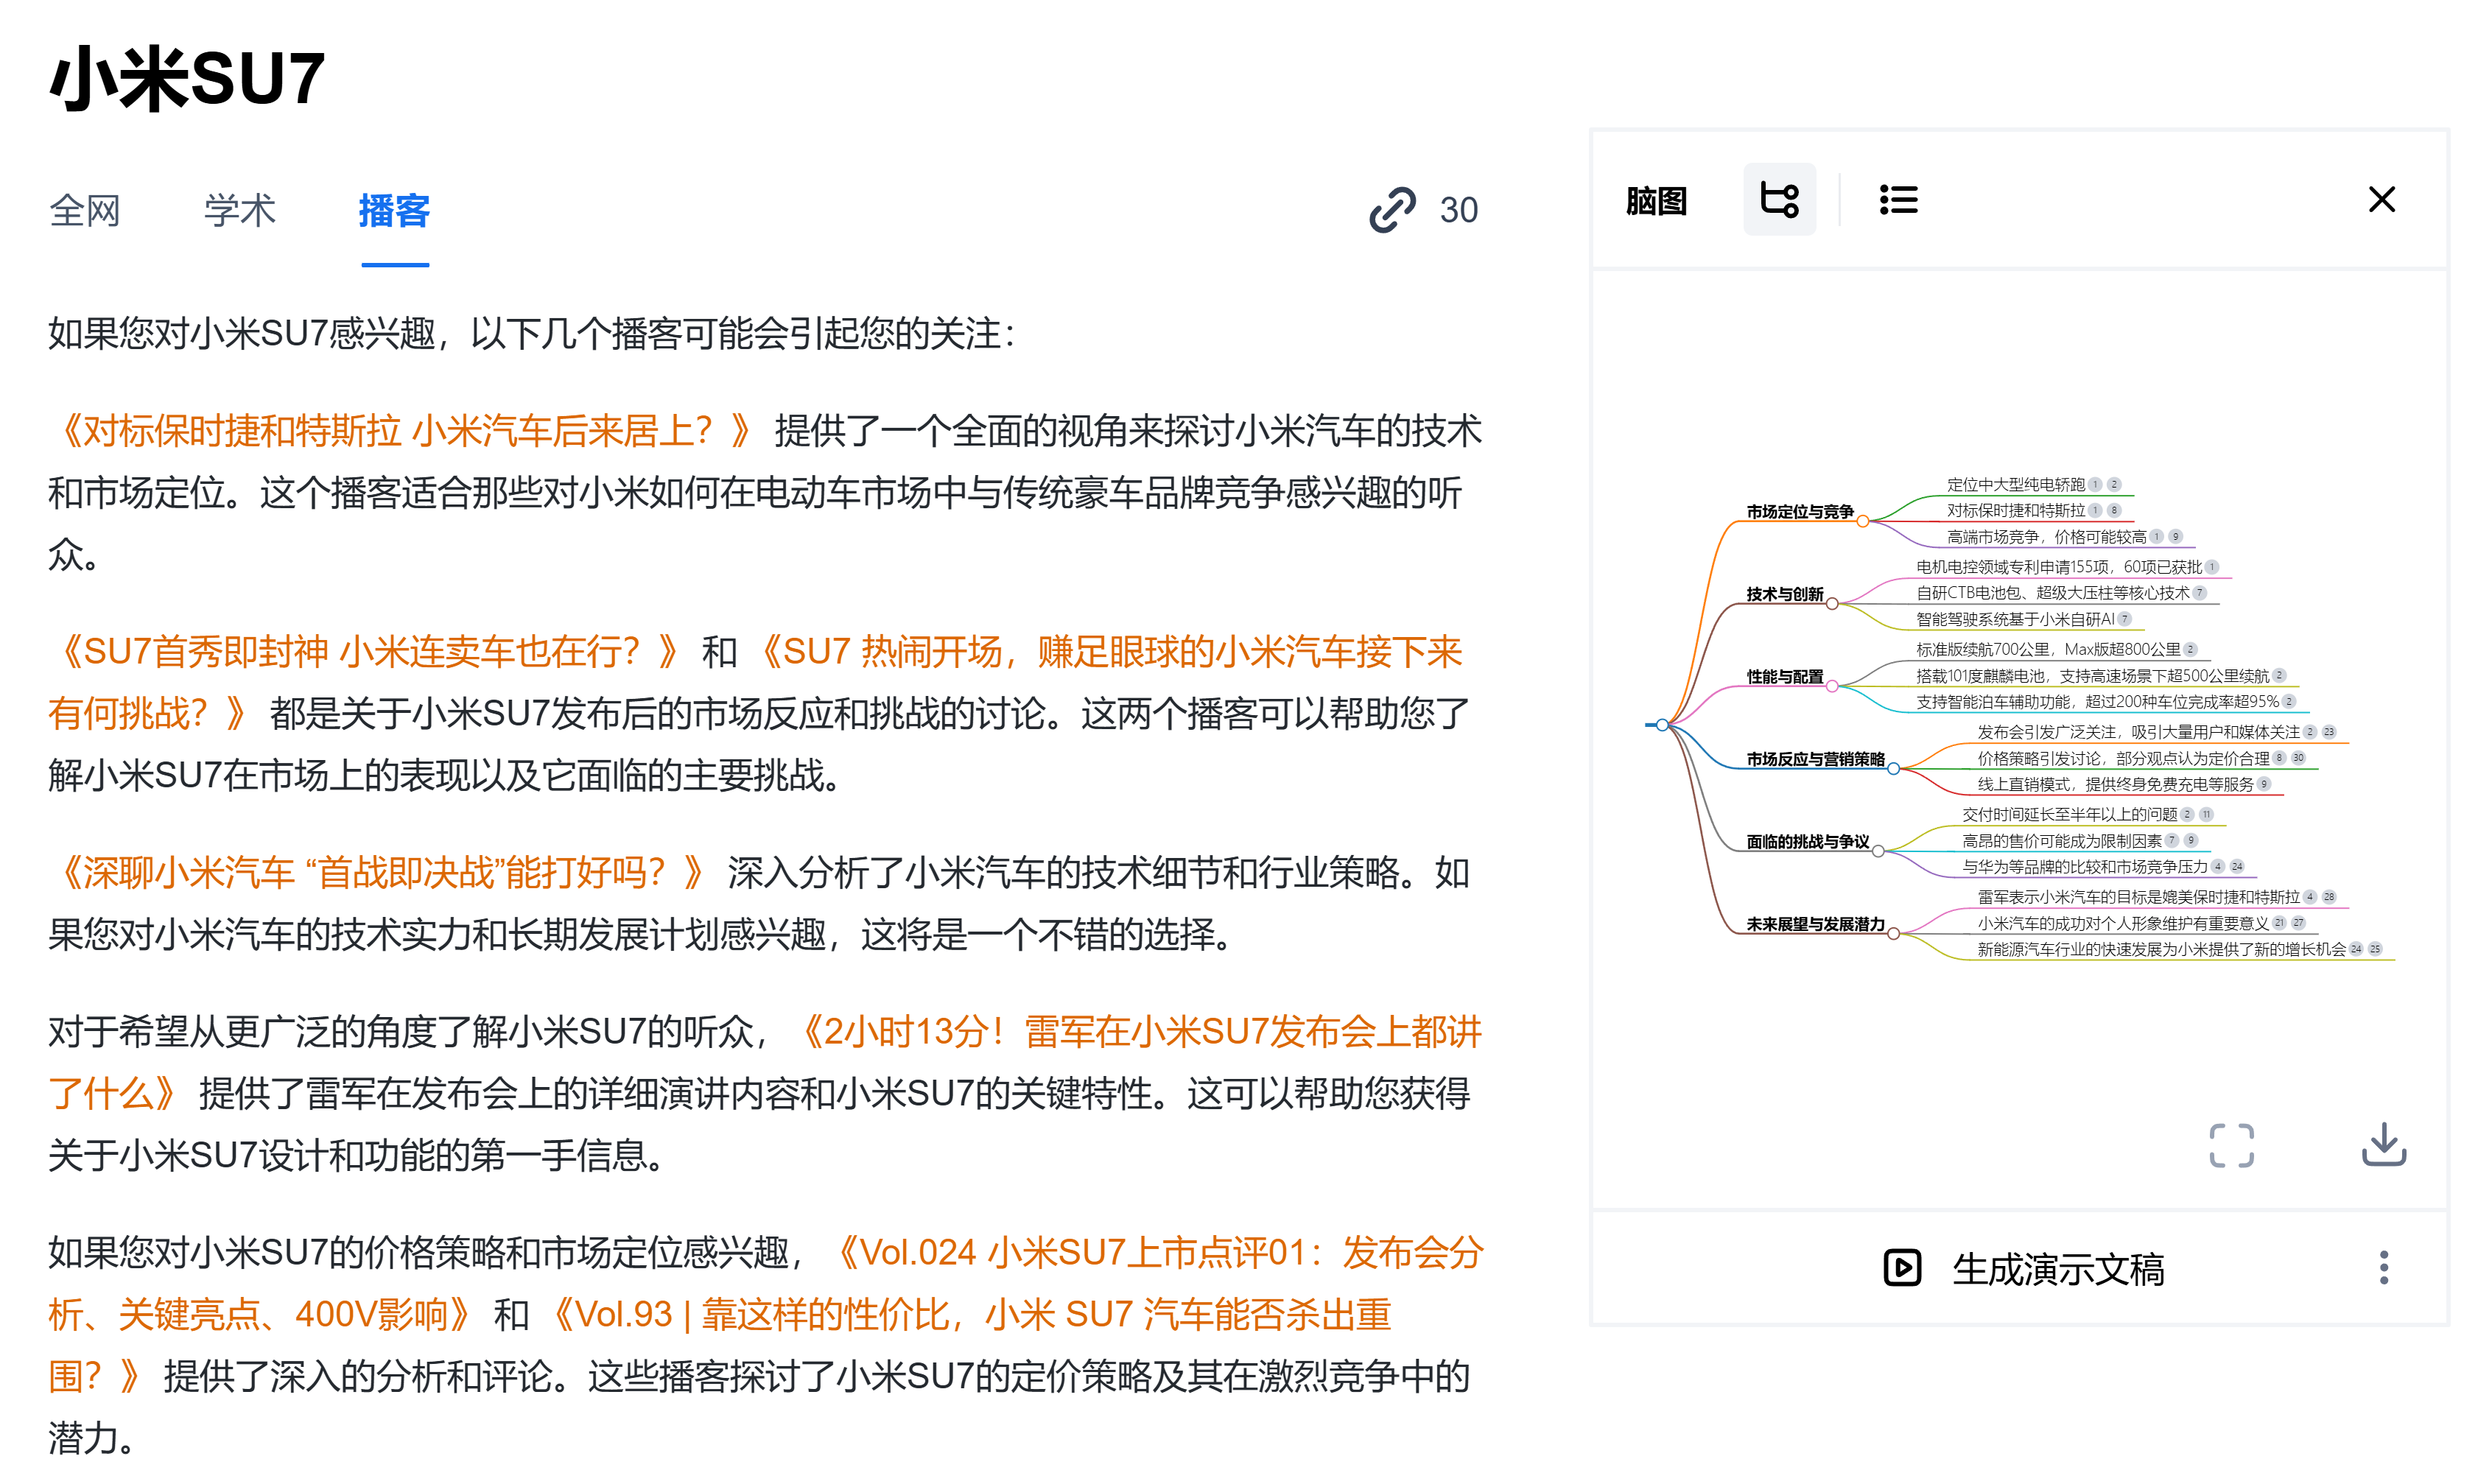 小米SU7
全网 学术 播客 30
如果您对小米SU7感兴趣，以下几个播客可能会引起您的关注：
《对标保时捷和特斯拉 小米汽车后来居上？》 提供了一个全面的视角来探讨小米汽车的技术
和市场定位。这个播客适合那些对小米如何在电动车市场中与传统豪车品牌竞争感兴趣的听
众。
《SU7首秀即封神 小米连卖车也在行？》 和 《SU7 热闹开场，赚足眼球的小米汽车接下来
有何挑战？》 都是关于小米SU7发布后的市场反应和挑战的讨论。这两个播客可以帮助您了
解小米SU7在市场上的表现以及它面临的主要挑战。
《深聊小米汽车 “首战即决战”能打好吗？》 深入分析了小米汽车的技术细节和行业策略。如
果您对小米汽车的技术实力和长期发展计划感兴趣，这将是一个不错的选择。
对于希望从更广泛的角度了解小米SU7的听众，《2小时13分！雷军在小米SU7发布会上都讲
了什么》 提供了雷军在发布会上的详细演讲内容和小米SU7的关键特性。这可以帮助您获得
关于小米SU7设计和功能的第一手信息。
如果您对小米SU7的价格策略和市场定位感兴趣，《Vol.024 小米SU7上市点评01：发布会分
析、关键亮点、400V影响》 和 《Vol.93 | 靠这样的性价比，小米 SU7 汽车能否杀出重
围？》 提供了深入的分析和评论。这些播客探讨了小米SU7的定价策略及其在激烈竞争中的
潜力。
脑图
市场定位与竞争
定位中大型纯电轿跑 1 2
对标保时捷和特斯拉 1 8
高端市场竞争，价格可能较高 1 9
技术与创新
电机电控领域专利申请155项，60项已获批 1
自研CTB电池包、超级大压柱等核心技术 7
智能驾驶系统基于小米自研AI 7
性能与配置
标准版续航700公里，Max版超800公里 2
搭载101度麒麟电池，支持高速场景下超500公里续航 2
支持智能泊车辅助功能，超过200种车位完成率超95% 2
市场反应与营销策略
发布会引发广泛关注，吸引大量用户和媒体关注 2 23
价格策略引发讨论，部分观点认为定价合理 8 30
线上直销模式，提供终身免费充电等服务 9
面临的挑战与争议
交付时间延长至半年以上的问题 2 11
高昂的售价可能成为限制因素 7 9
与华为等品牌的比较和市场竞争压力 4 24
未来展望与发展潜力
雷军表示小米汽车的目标是媲美保时捷和特斯拉 4 28
小米汽车的成功对个人形象维护有重要意义 21 27
新能源汽车行业的快速发展为小米提供了新的增长机会 24 25
生成演示文稿